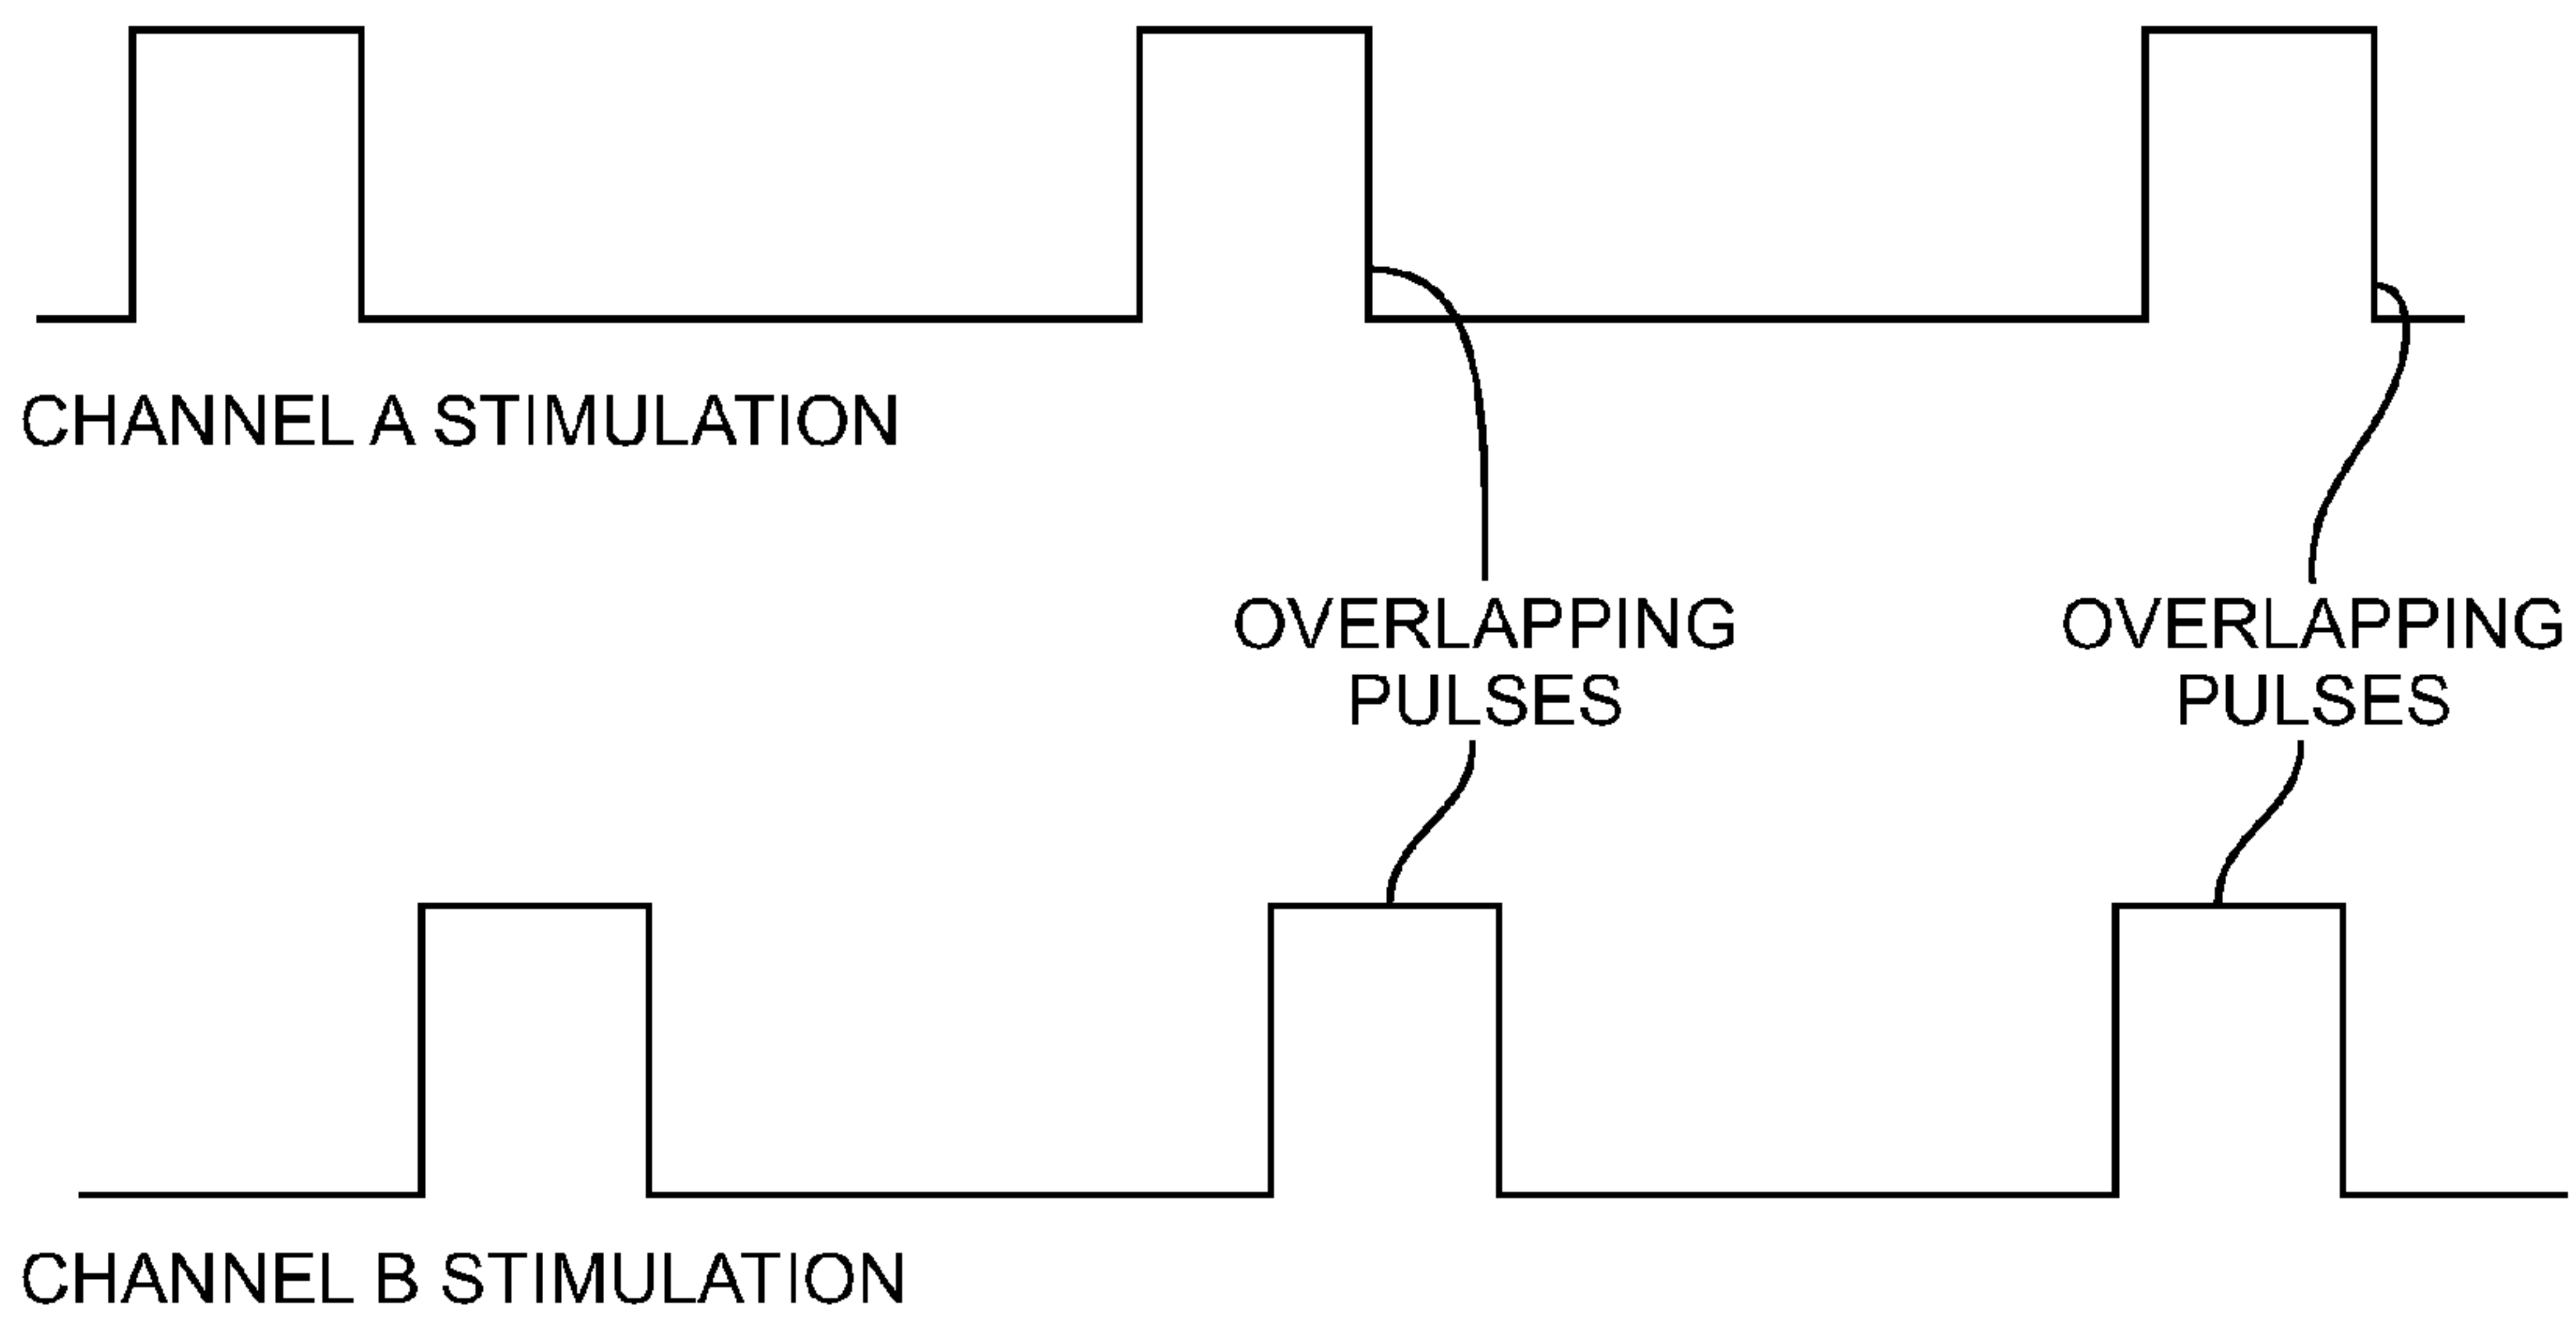 CHANNEL A STIMULATION
OVERLAPPING
PULSES
OVERLAPPING
PULSES
CHANNEL B STIMULATION